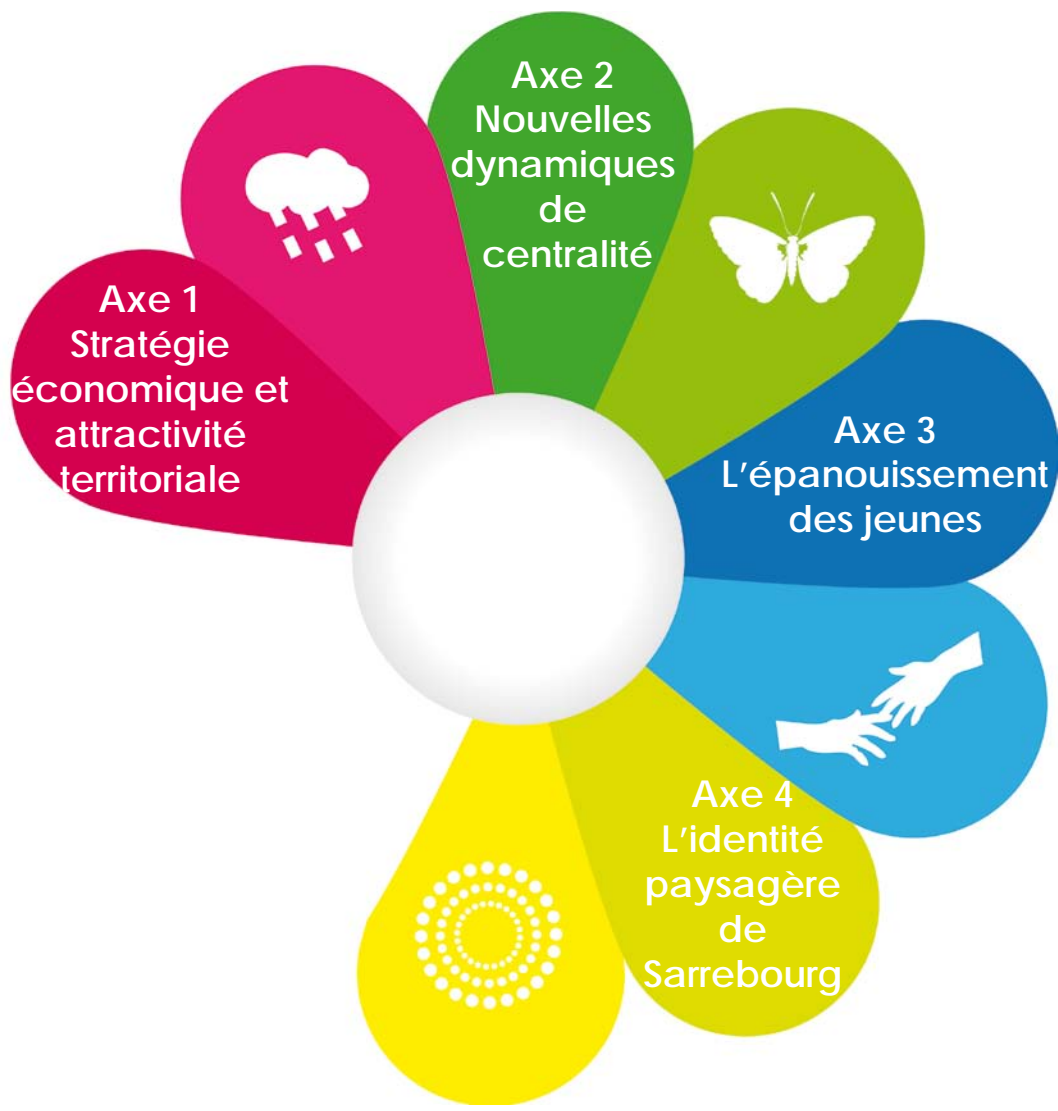 Axe 1
Stratégie
économique et
attractivité
territoriale
Axe 2
Nouvelles
dynamiques
de
centralité
Axe 3
L'épanouissement
des jeunes
Axe 4
L'identité
paysagère
de
Sarrebourg